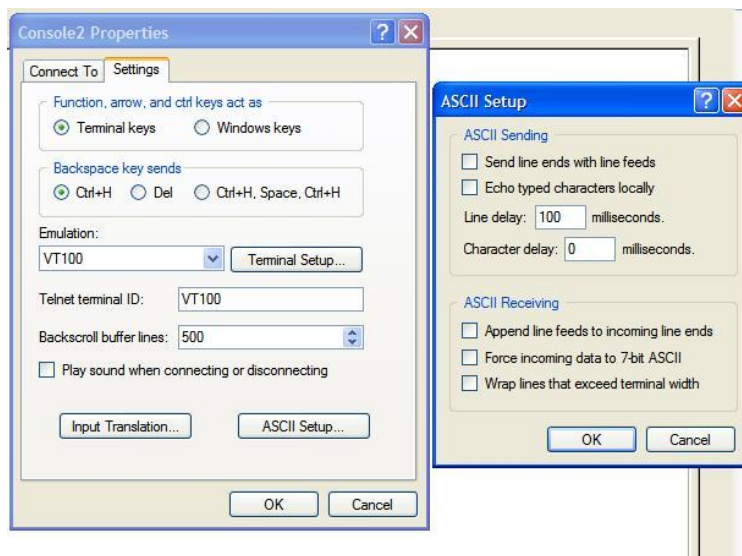 Console2 Properties
Connect To Settings
Function, arrow, and ctrl keys act as
Terminal keys Windows keys
Backspace key sends
Ctrl+H Del Ctrl+H, Space, Ctrl+H
Emulation:
VT100 Terminal Setup...
Telnet terminal ID: VT100
Backscroll buffer lines: 500
Play sound when connecting or disconnecting
Input Translation... ASCII Setup...
OK Cancel
ASCII Setup
ASCII Sending
Send line ends with line feeds
Echo typed characters locally
Line delay: 100 milliseconds.
Character delay: 0 milliseconds.
ASCII Receiving
Append line feeds to incoming line ends
Force incoming data to 7-bit ASCII
Wrap lines that exceed terminal width
OK Cancel